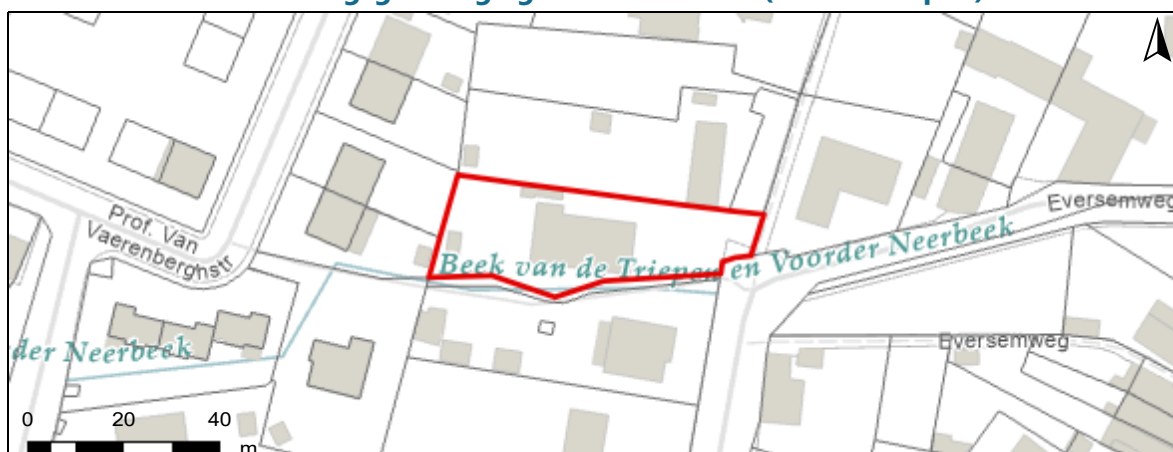 Prof. Van
Vaerenberghstr
Eversemweg
Beek van de Triepen en Voorder Neerbeek
der Neerbeek
Eversemweg
0 20 40
m